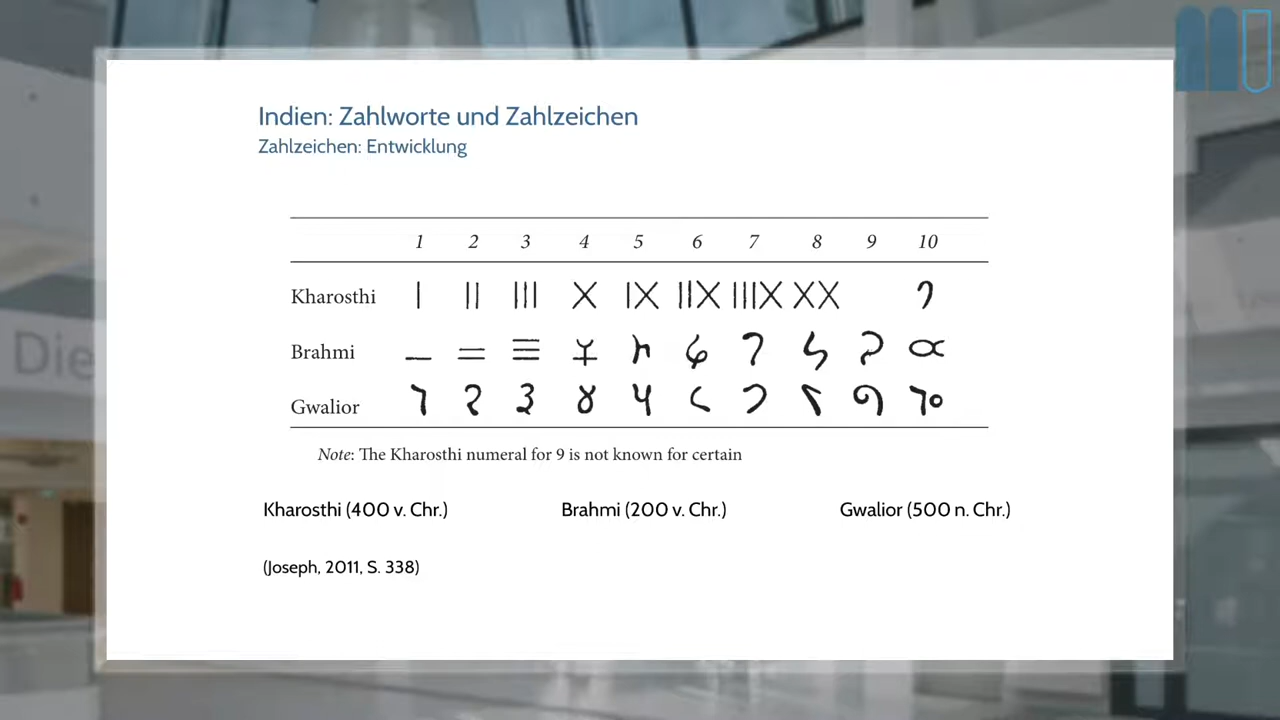 Indien: Zahlworte und Zahlzeichen
Zahlzeichen: Entwicklung
1 2 3 4 5 6 7 8 9 10
Kharosthi | || ||| X |X ||X |||X XX
Brahmi
Gwalior
Note: The Kharosthi numeral for 9 is not known for certain
Kharosthi (400 v. Chr.) Brahmi (200 v. Chr.) Gwalior (500 n. Chr.)
(Joseph, 2011, S. 338)
Die